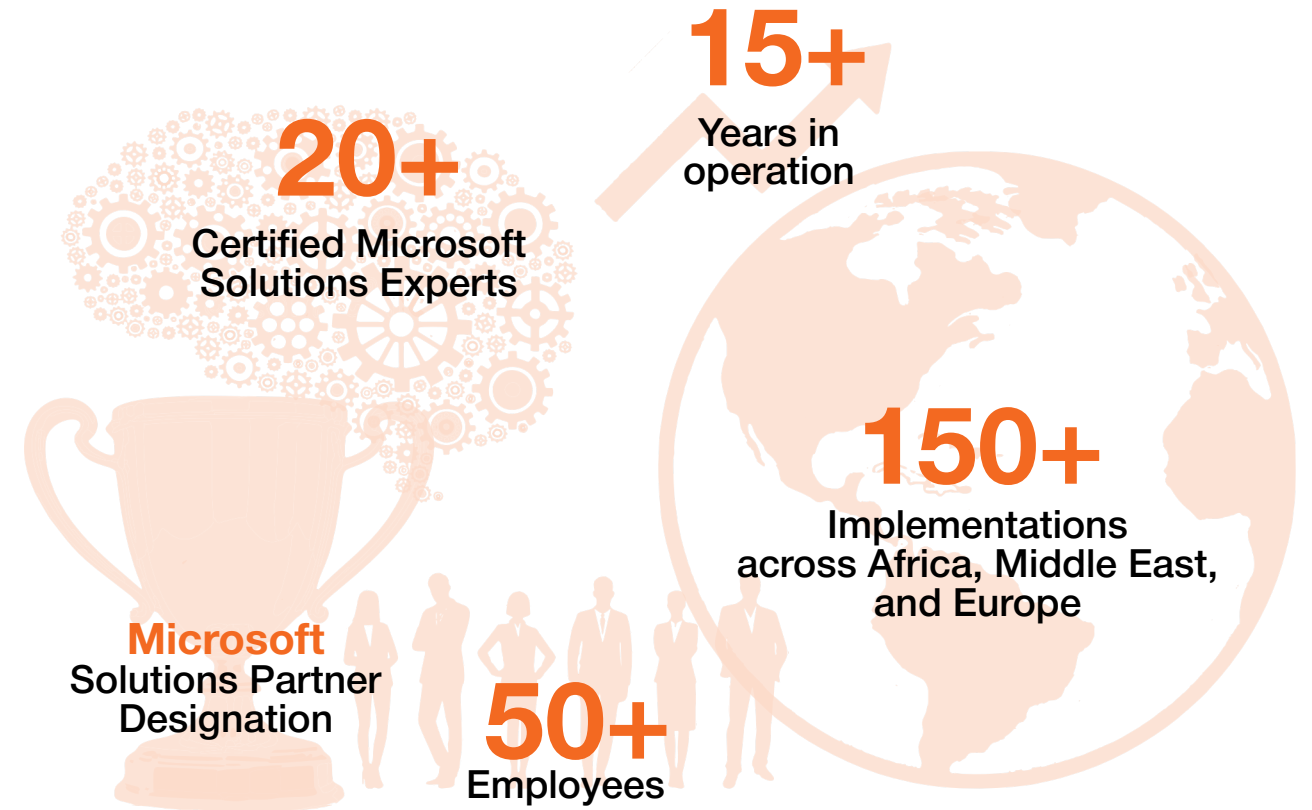 15+
Years in
operation
20+
Certified Microsoft
Solutions Experts
150+
Implementations
across Africa, Middle East,
and Europe
Microsoft
Solutions Partner
Designation
50+
Employees